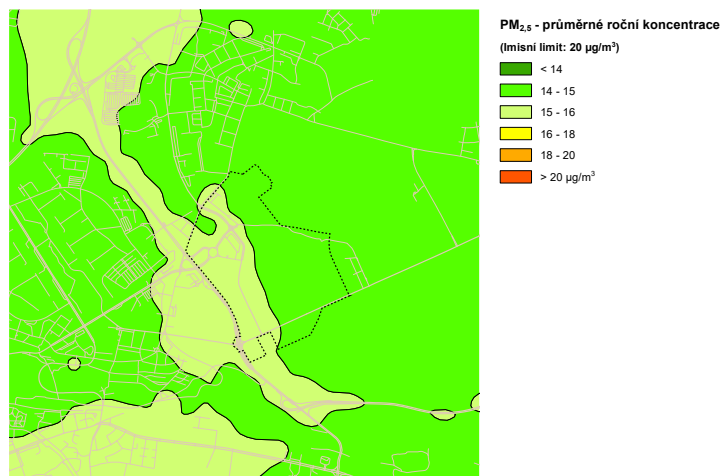 PM2,5 - průměrné roční koncentrace
(Imisní limit: 20 µg/m³)
< 14
14 - 15
15 - 16
16 - 18
18 - 20
> 20 µg/m³